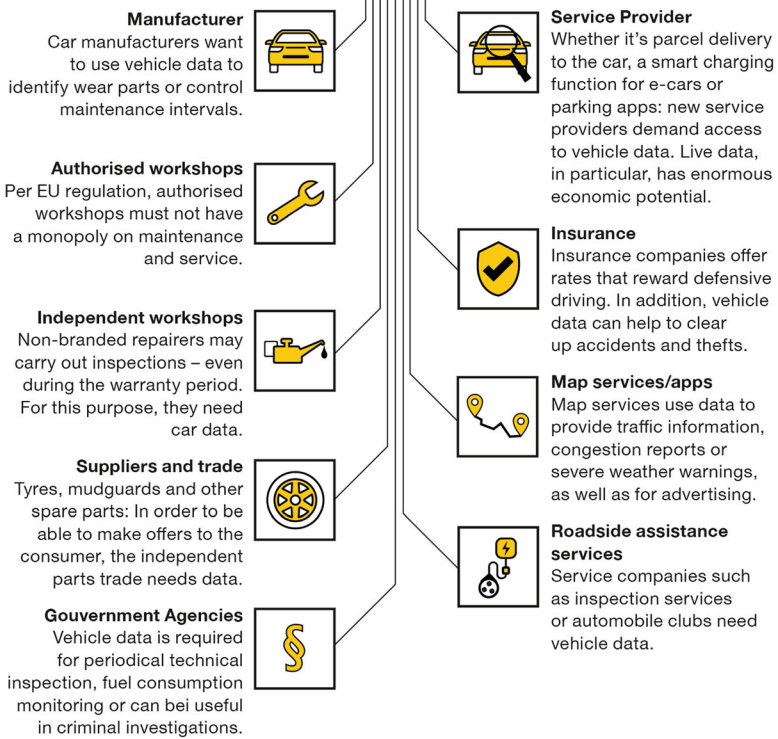 Manufacturer
Car manufacturers want
to use vehicle data to
identify wear parts or control
maintenance intervals.
Authorised workshops
Per EU regulation, authorised
workshops must not have
a monopoly on maintenance
and service.
Independent workshops
Non-branded repairers may
carry out inspections – even
during the warranty period.
For this purpose, they need
car data.
Suppliers and trade
Tyres, mudguards and other
spare parts: In order to be
able to make offers to the
consumer, the independent
parts trade needs data.
Gouvernment Agencies
Vehicle data is required
for periodical technical
inspection, fuel consumption
monitoring or can bei useful
in criminal investigations.
§
Service Provider
Whether it’s parcel delivery
to the car, a smart charging
function for e-cars or
parking apps: new service
providers demand access
to vehicle data. Live data,
in particular, has enormous
economic potential.
Insurance
Insurance companies offer
rates that reward defensive
driving. In addition, vehicle
data can help to clear
up accidents and thefts.
Map services/apps
Map services use data to
provide traffic information,
congestion reports or
severe weather warnings,
as well as for advertising.
Roadside assistance
services
Service companies such
as inspection services
or automobile clubs need
vehicle data.